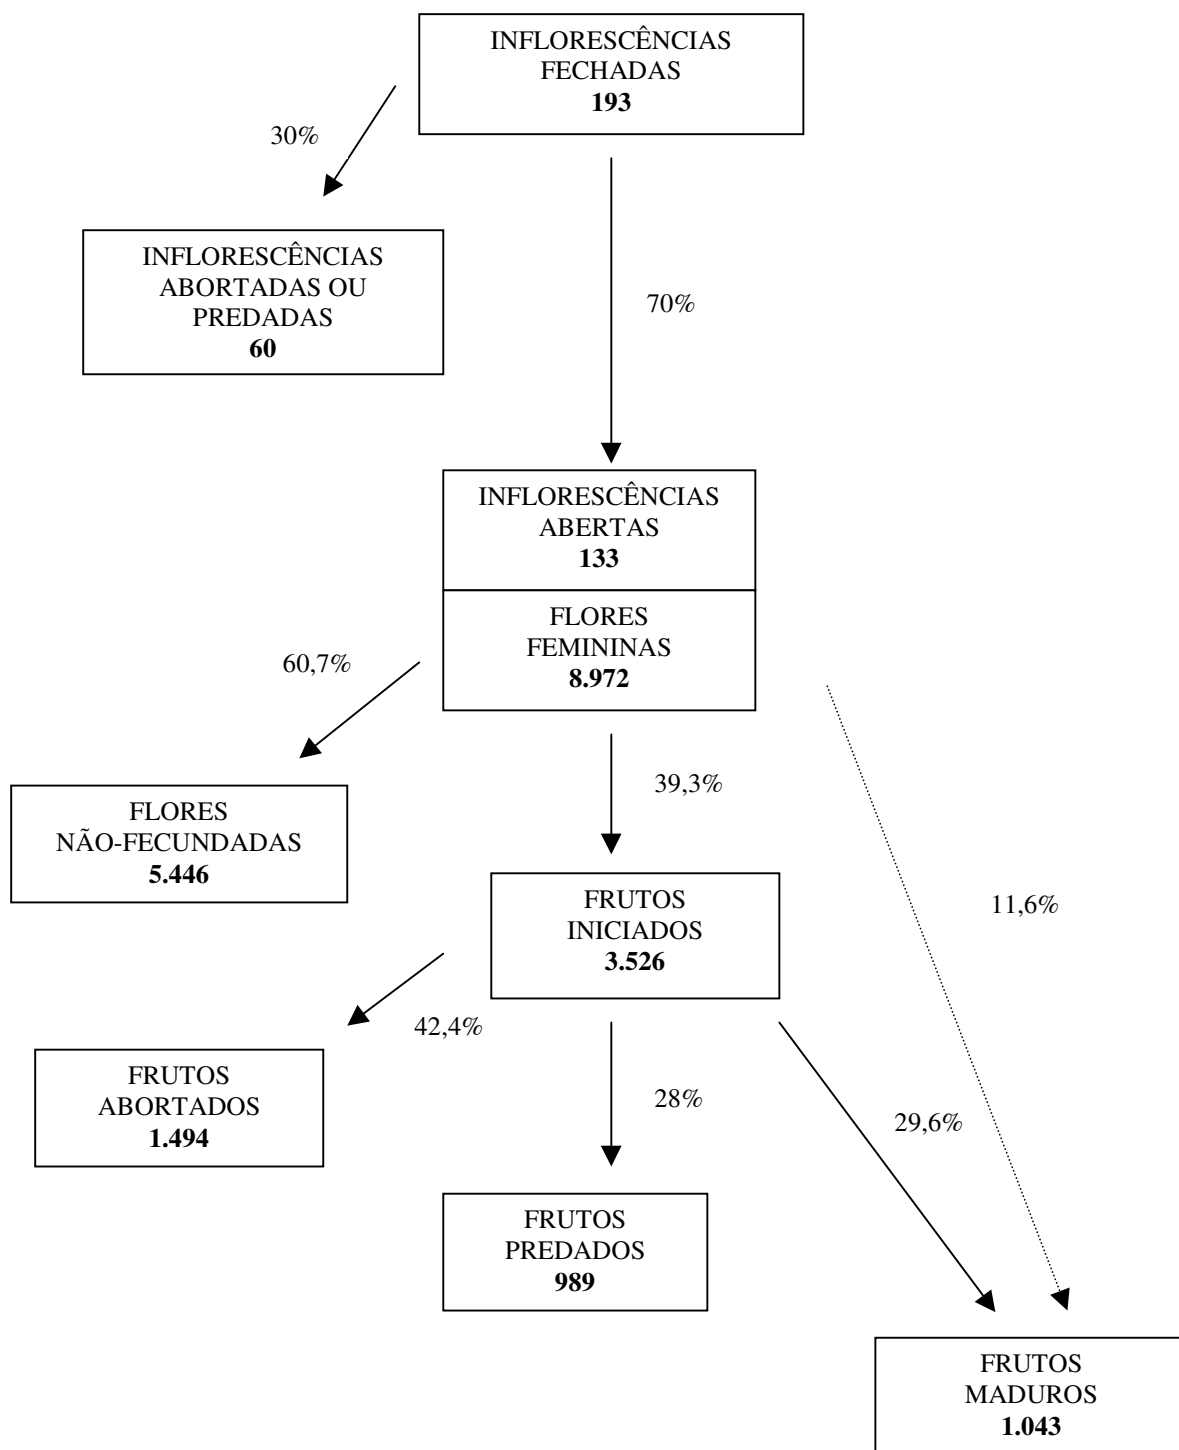 INFLORESCÊNCIAS
FECHADAS
193
30%
INFLORESCÊNCIAS
ABORTADAS OU
PREDADAS
60
70%
INFLORESCÊNCIAS
ABERTAS
133
FLORES
FEMININAS
8.972
60,7%
39,3%
FLORES
NÃO-FECUNDADAS
5.446
11,6%
FRUTOS
INICIADOS
3.526
42,4%
FRUTOS
ABORTADOS
1.494
28%
29,6%
FRUTOS
PREDADOS
989
FRUTOS
MADUROS
1.043